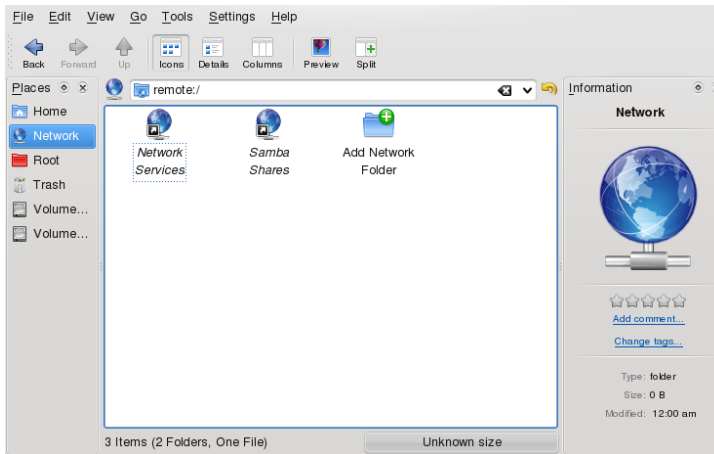 File Edit View Go Tools Settings Help
Back Forward Up Icons Details Columns Preview Split
Places
remote:/
Information
Home
Network
Root
Trash
Volume...
Volume...
Network
Services
Samba
Shares
Add Network
Folder
Network
Add comment...
Change tags...
Type: folder
Size: 0 B
Modified: 12:00 am
3 Items (2 Folders, One File)
Unknown size